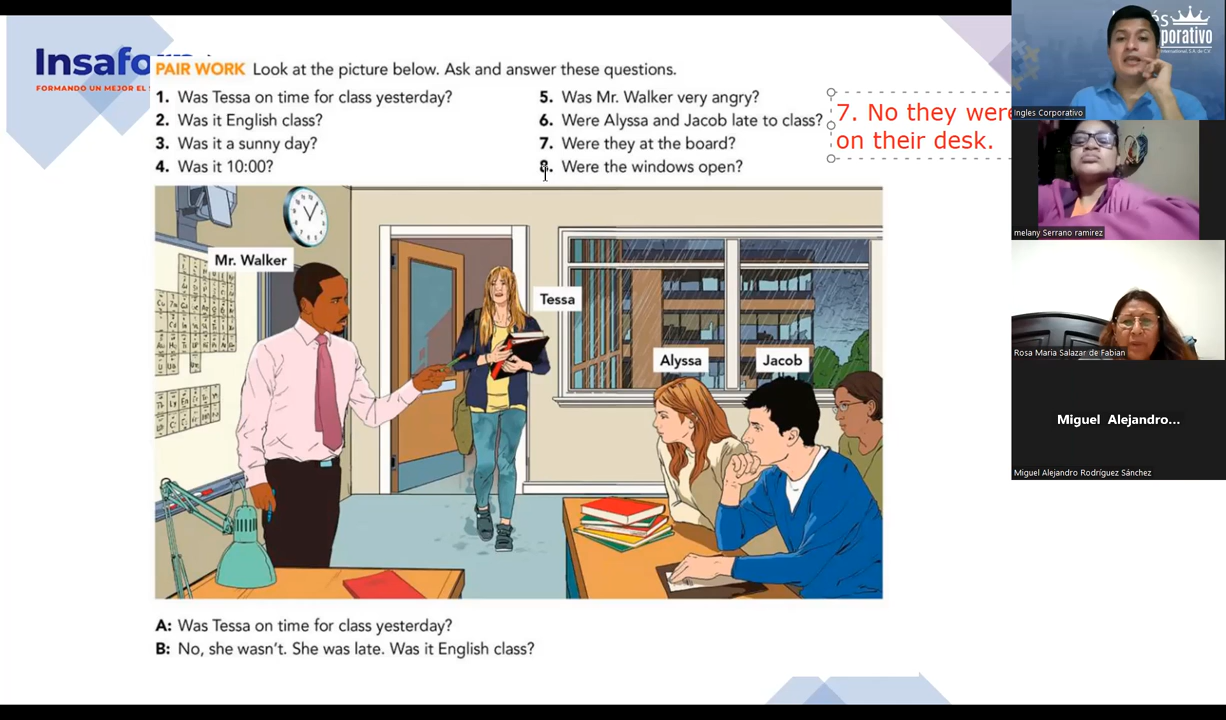 Insafo
FORMANDO UN MEJOR EL
PAIR WORK Look at the picture below. Ask and answer these questions.
1. Was Tessa on time for class yesterday?
2. Was it English class?
3. Was it a sunny day?
4. Was it 10:00?
5. Was Mr. Walker very angry?
6. Were Alyssa and Jacob late to class?
7. Were they at the board?
8. Were the windows open?
7. No they were
on their desk.
Mr. Walker
Tessa
Alyssa
Jacob
A: Was Tessa on time for class yesterday?
B: No, she wasn't. She was late. Was it English class?
Ingles Corporativo
melany Serrano ramirez
Rosa Maria Salazar de Fabian
Miguel Alejandro...
Miguel Alejandro Rodríguez Sánchez